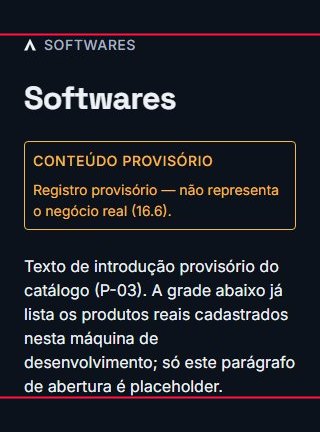 SOFTWARES
Softwares
CONTEÚDO PROVISÓRIO
Registro provisório — não representa
o negócio real (16.6).
Texto de introdução provisório do
catálogo (P-03). A grade abaixo já
lista os produtos reais cadastrados
nesta máquina de
desenvolvimento; só este parágrafo
de abertura é placeholder.